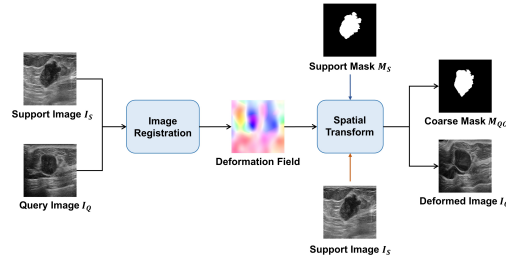 Support Mask M_S
Support Image I_S
Image
Registration
Spatial
Transform
Coarse Mask M_QC
Deformation Field
Query Image I_Q
Deformed Image I_Q
Support Image I_S